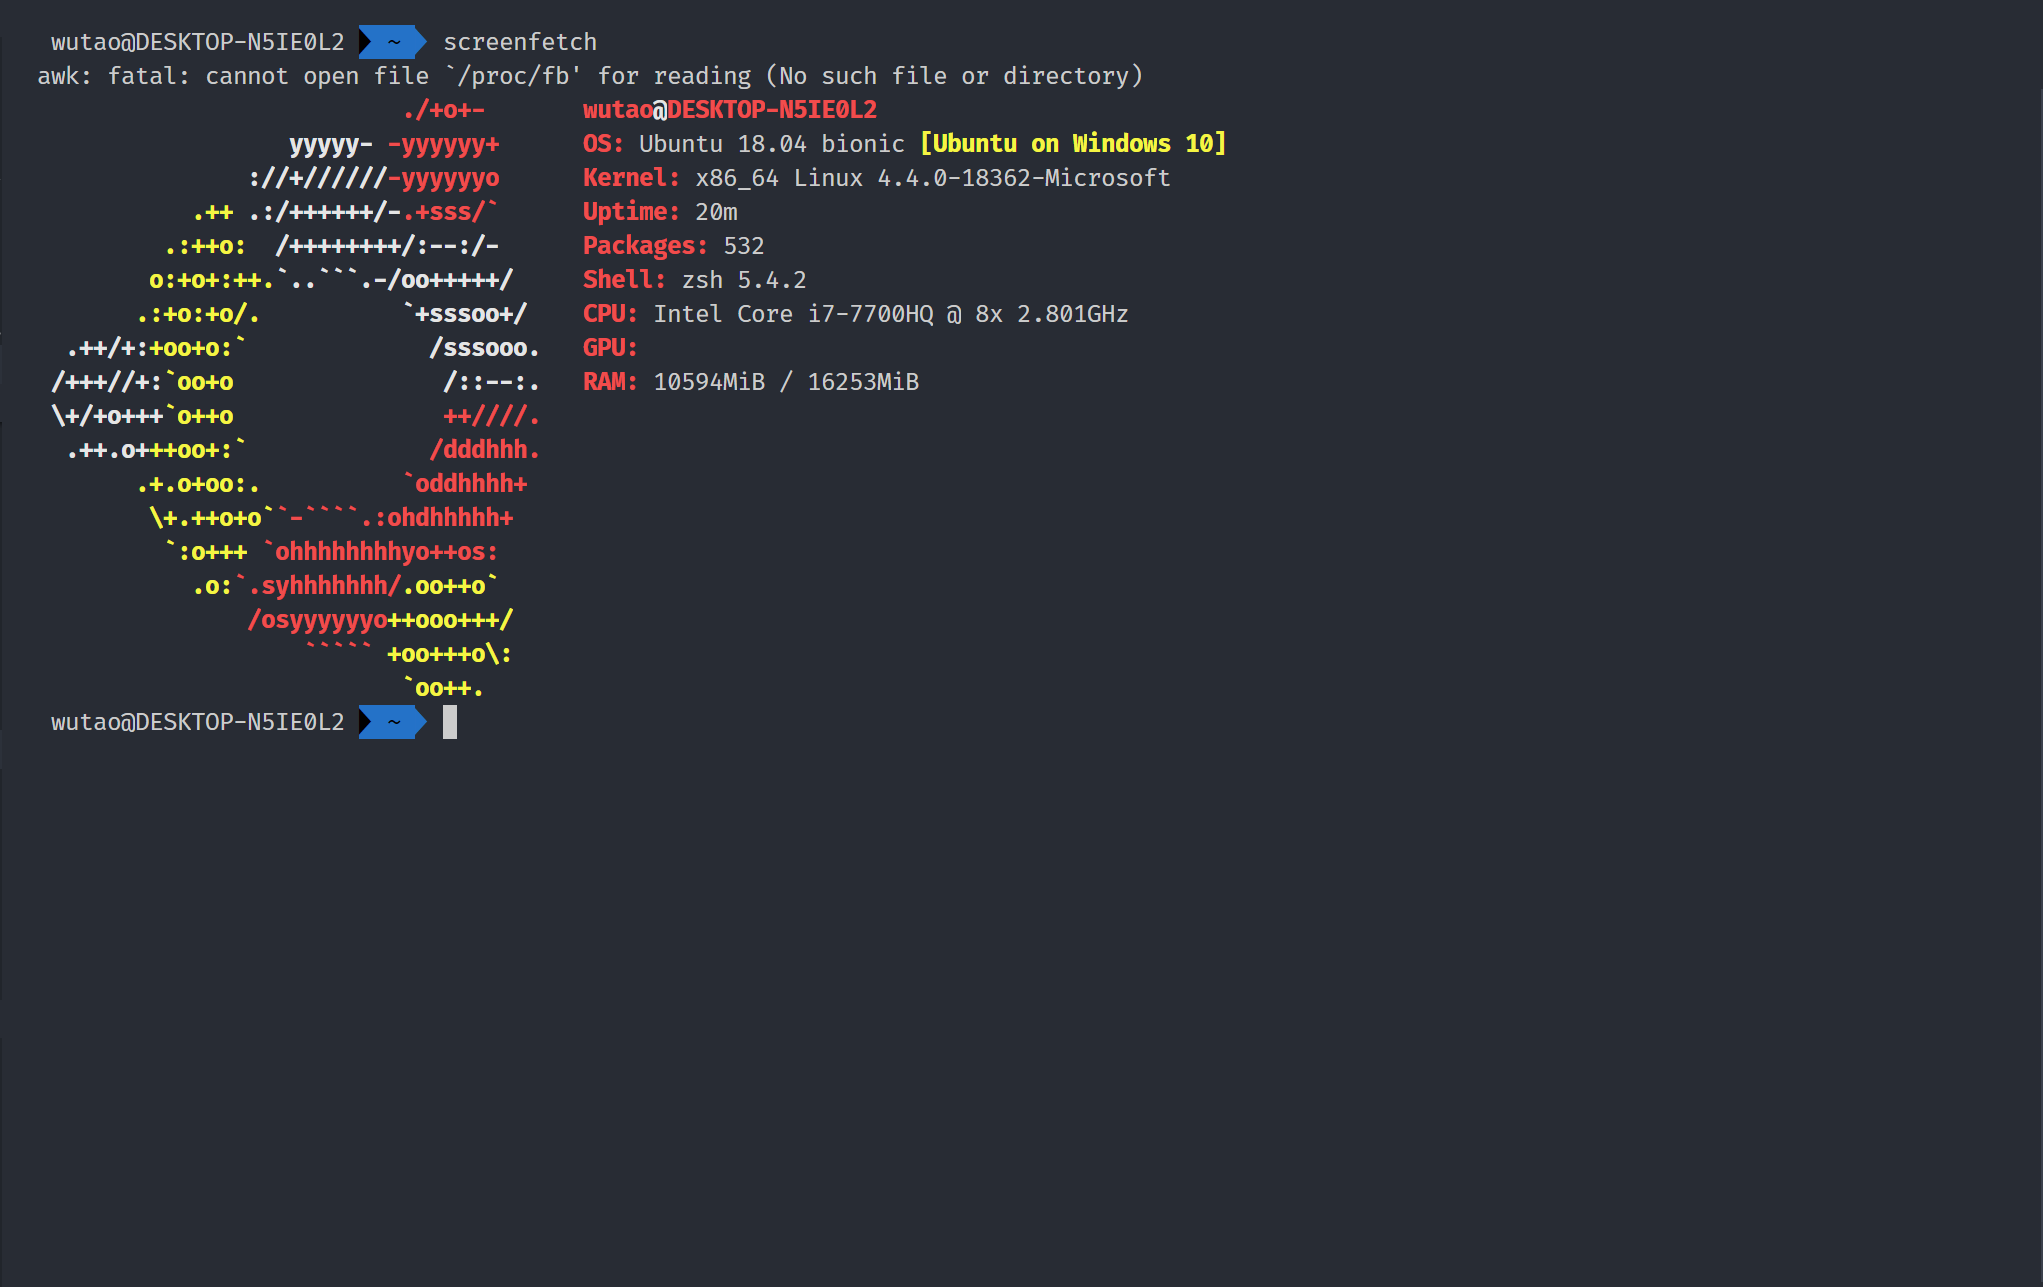 wutao@DESKTOP-N5IE0L2 ~ screenfetch
awk: fatal: cannot open file `/proc/fb' for reading (No such file or directory)
                          ./+o+-       wutao@DESKTOP-N5IE0L2
                  yyyyy- -yyyyyy+      OS: Ubuntu 18.04 bionic [Ubuntu on Windows 10]
               ://+//////-yyyyyyo      Kernel: x86_64 Linux 4.4.0-18362-Microsoft
           .++ .:/++++++/-.+sss/`      Uptime: 20m
         .:++o:  /++++++++/:--:/-      Packages: 532
        o:+o+:++.`..```.-/oo+++++/     Shell: zsh 5.4.2
       .:+o:+o/.          `+sssoo+/    CPU: Intel Core i7-7700HQ @ 8x 2.801GHz
  .++/+:+oo+o:`             /sssooo.   GPU:
 /+++//+:`oo+o               /::--:.   RAM: 10594MiB / 16253MiB
 \+/+o+++`o++o               ++////.
  .++.o+++oo+:`             /dddhhh.
       .+.o+oo:.          `oddhhhh+
        \+.++o+o``-````.:ohdhhhhh+
         `:o+++ `ohhhhhhhhyo++os:
           .o:`.syhhhhhhh/.oo++o`
               /osyyyyyyo++ooo+++/
                   ````` +oo+++o\:
                          `oo++.
wutao@DESKTOP-N5IE0L2 ~